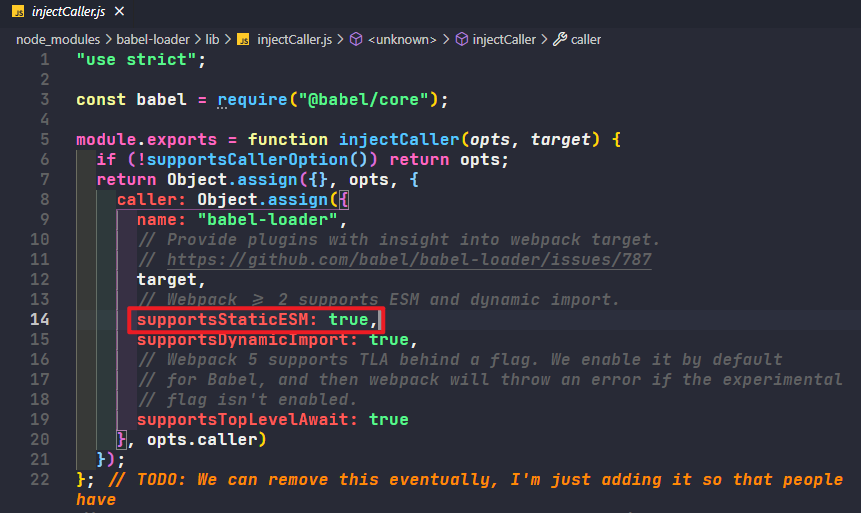 JS injectCaller.js ×
node_modules > babel-loader > lib > JS injectCaller.js > <unknown> > injectCaller > caller
1 "use strict";
2
3 const babel = require("@babel/core");
4
5 module.exports = function injectCaller(opts, target) {
6 if (!supportsCallerOption()) return opts;
7 return Object.assign({}, opts, {
8 caller: Object.assign({
9 name: "babel-loader",
10 // Provide plugins with insight into webpack target.
11 // https://github.com/babel/babel-loader/issues/787
12 target,
13 // Webpack >= 2 supports ESM and dynamic import.
14 supportsStaticESM: true,
15 supportsDynamicImport: true,
16 // Webpack 5 supports TLA behind a flag. We enable it by default
17 // for Babel, and then webpack will throw an error if the experimental
18 // flag isn't enabled.
19 supportsTopLevelAwait: true
20 }, opts.caller)
21 });
22 }; // TODO: We can remove this eventually, I'm just adding it so that people
have